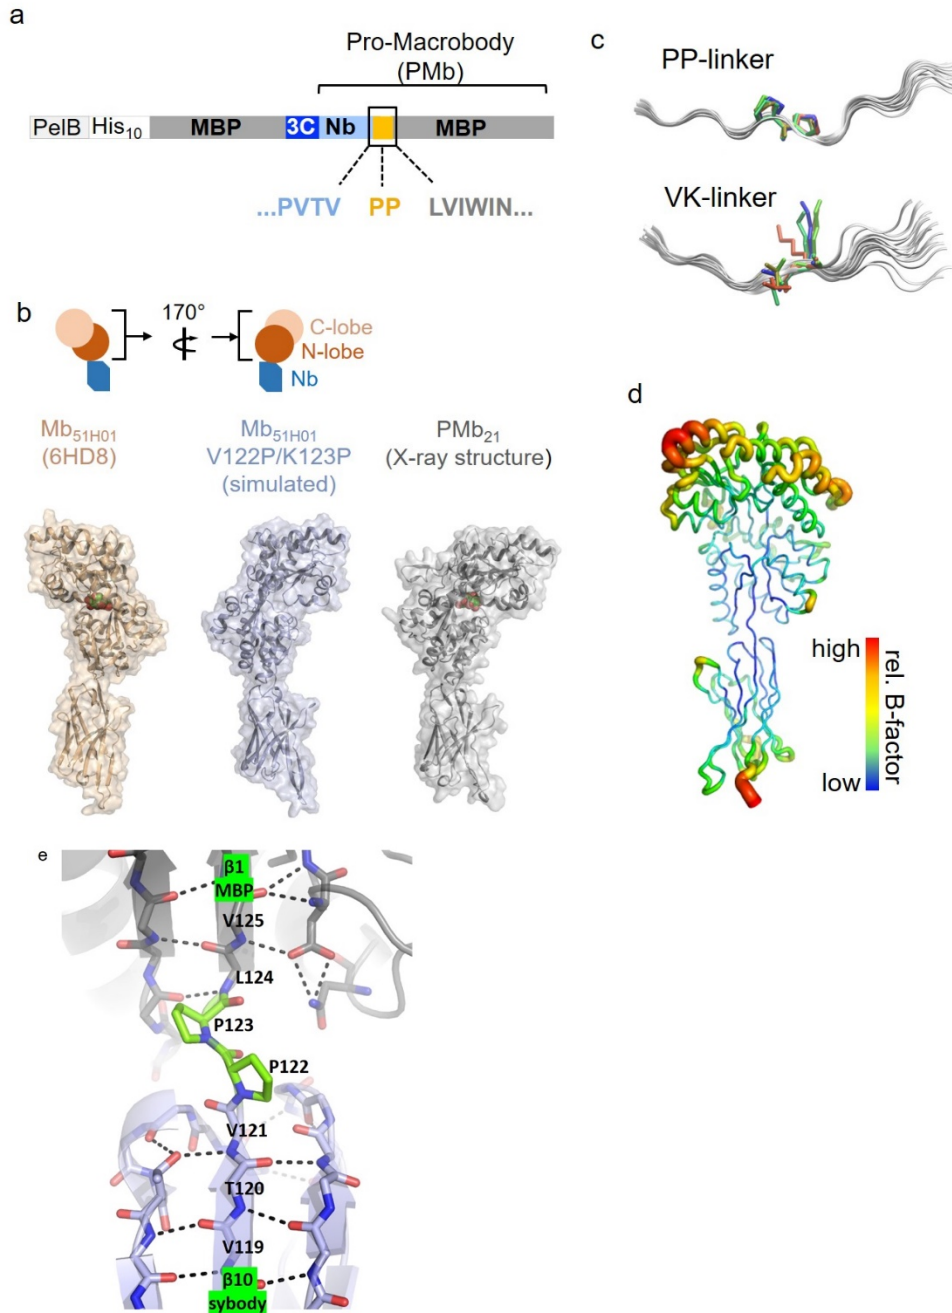 a
Pro-Macrobody
(PMb)
PelB His10 MBP 3C Nb MBP
...PVTV PP LVIWIN...
b
170°
C-lobe
N-lobe
Nb
Mb51H01
(6HD8)
Mb51H01
V122P/K123P
(simulated)
PMb21
(X-ray structure)
c
PP-linker
VK-linker
d
high
low
rel. B-factor
e
β1
MBP
V125
L124
P123
P122
V121
T120
V119
β10
sybody